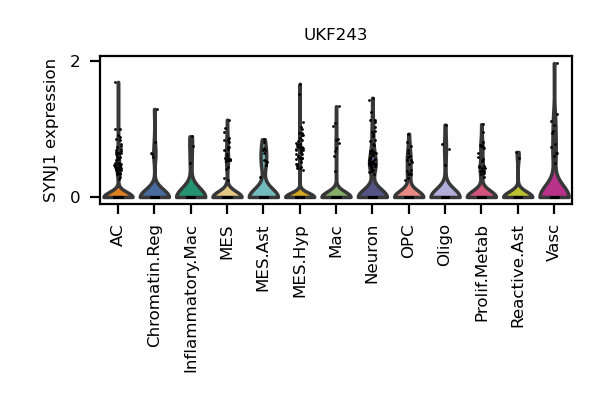 UKF243
SYNJ1 expression
2
0
AC
Chromatin.Reg
Inflammatory.Mac
MES
MES.Ast
MES.Hyp
Mac
Neuron
OPC
Oligo
Prolif.Metab
Reactive.Ast
Vasc